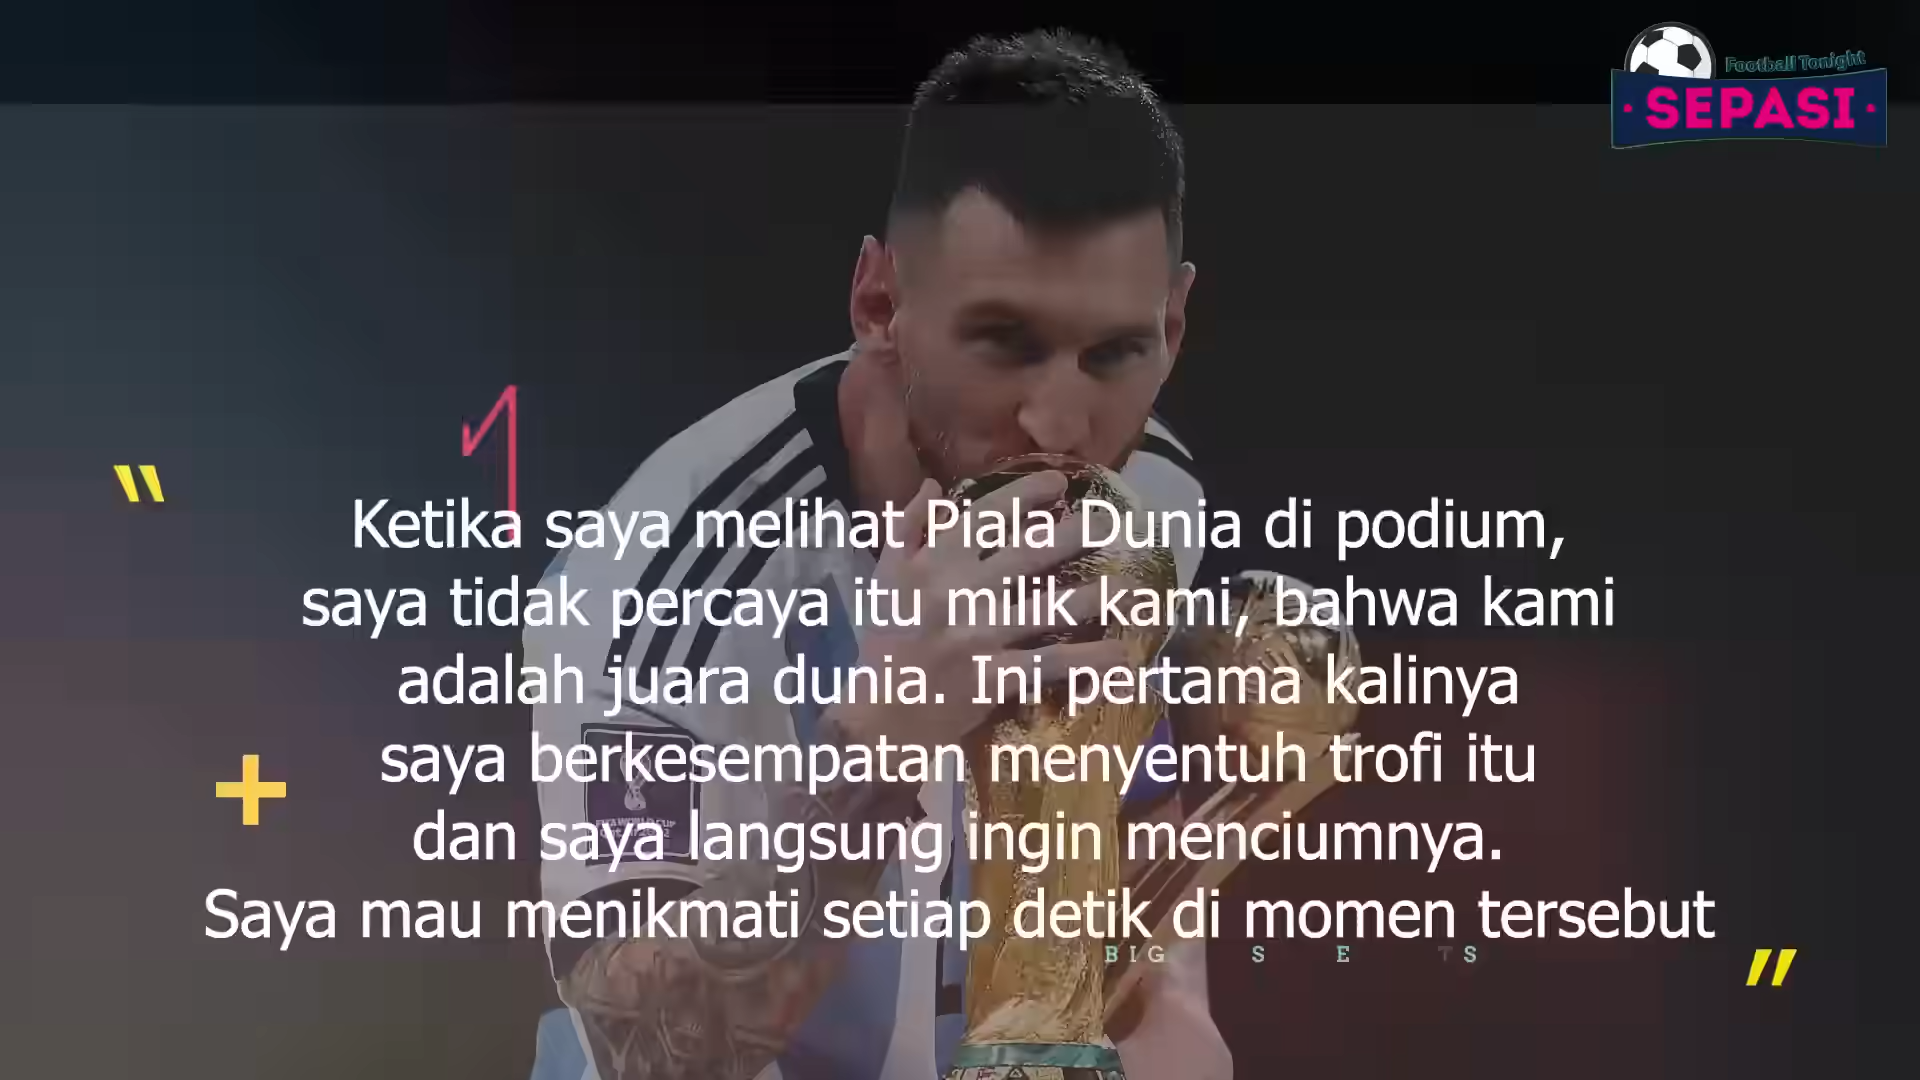 Football Tonight
SEPASI
1
Ketika saya melihat Piala Dunia di podium,
saya tidak percaya itu milik kami, bahwa kami
adalah juara dunia. Ini pertama kalinya
saya berkesempatan menyentuh trofi itu
dan saya langsung ingin menciumnya.
Saya mau menikmati setiap detik di momen tersebut
BIG S E T S